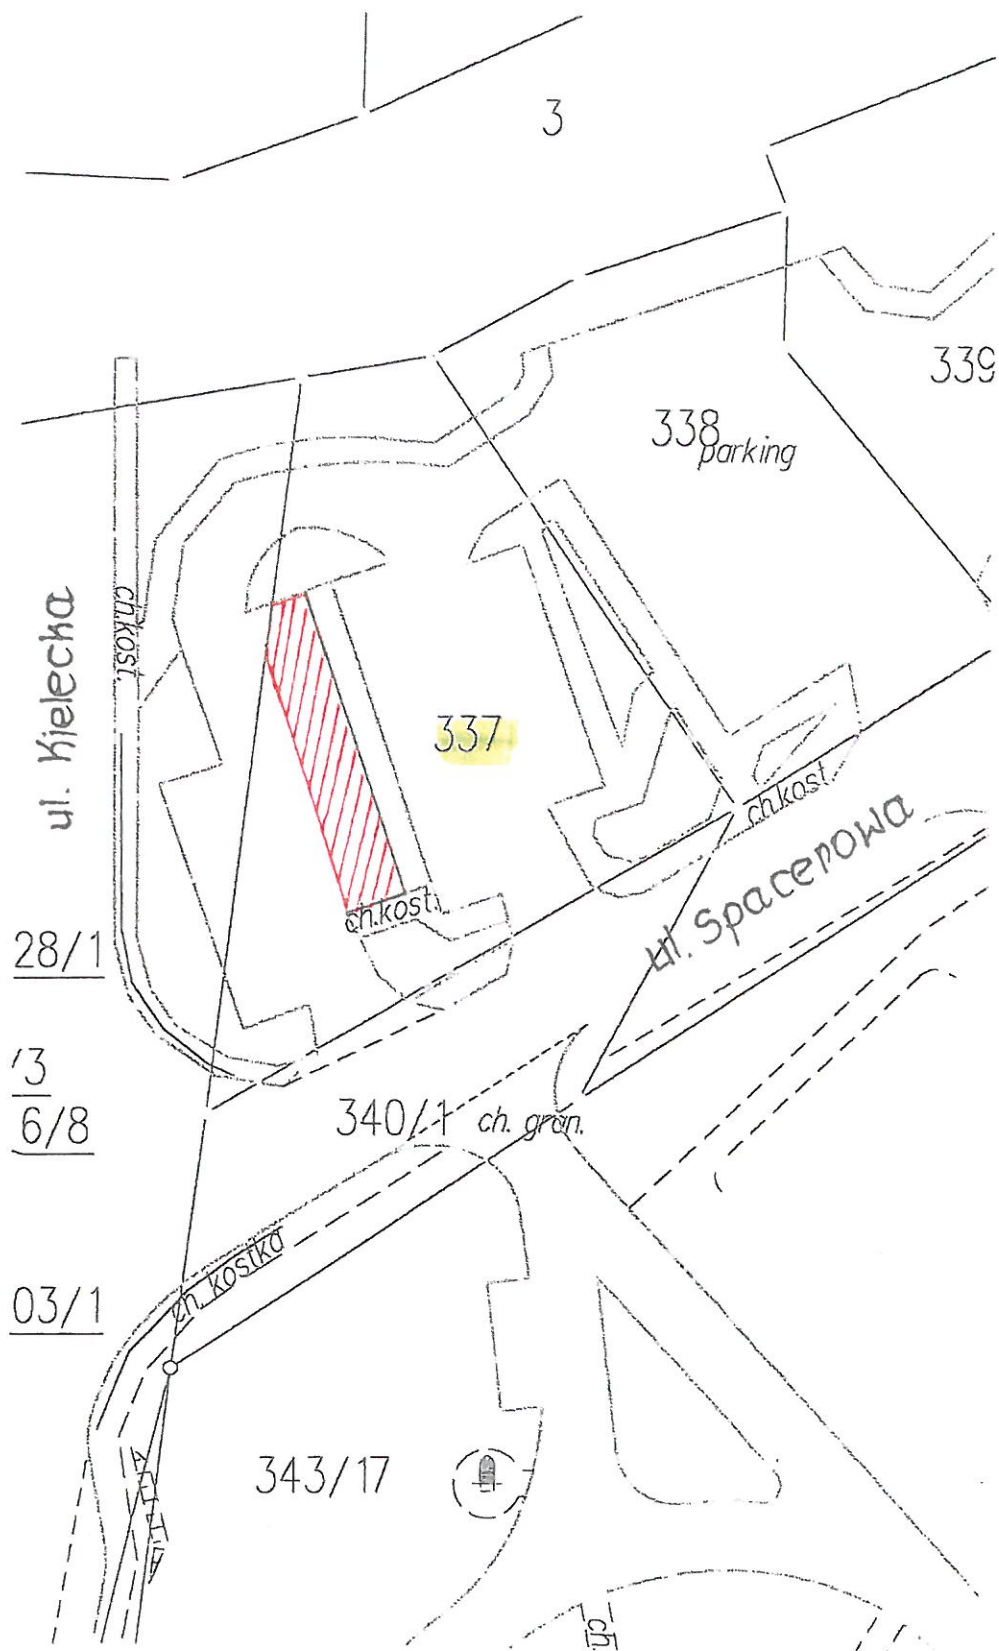 3
339
338
parking
ch.kost.
ul. Kielecka
337
ch.kost.
ul. Spacerowa
ch.kost.
28/1
/3
6/8
340/1 ch. gran.
ch. kostka
03/1
343/17
ch.